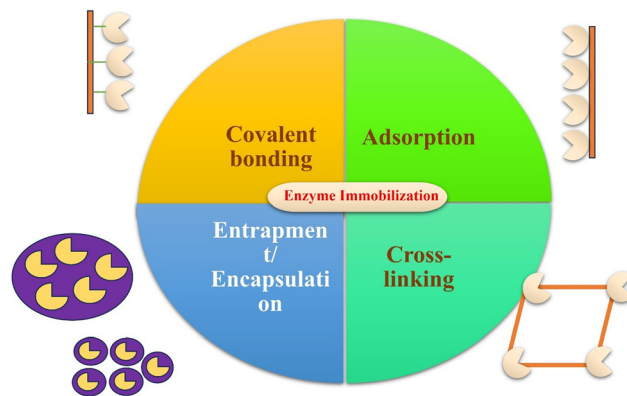 Covalent
bonding
Adsorption
Enzyme Immobilization
Entrapmen
t/
Encapsulati
on
Cross-
linking